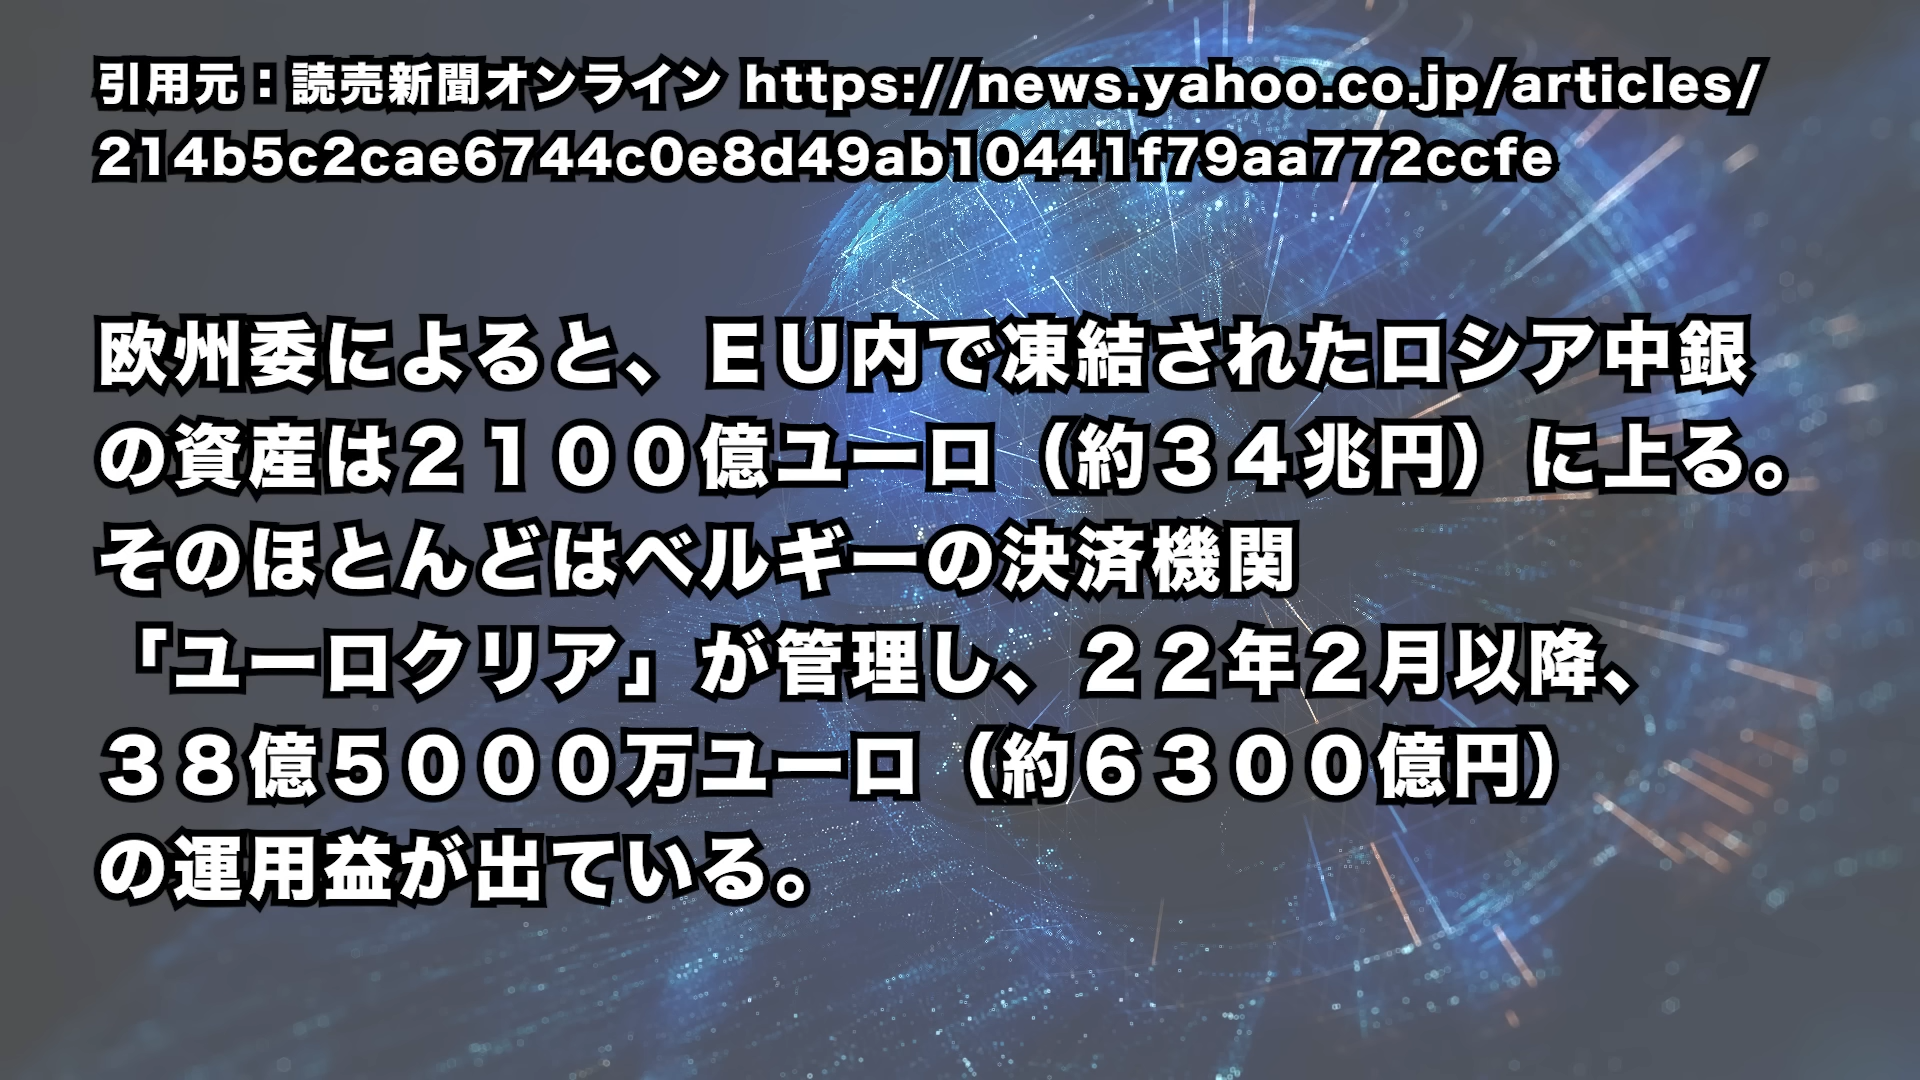 引用元：読売新聞オンライン https://news.yahoo.co.jp/articles/
214b5c2cae6744c0e8d49ab10441f79aa772ccfe
欧州委によると、ＥＵ内で凍結されたロシア中銀
の資産は２１００億ユーロ（約３４兆円）に上る。
そのほとんどはベルギーの決済機関
「ユーロクリア」が管理し、２２年２月以降、
３８億５０００万ユーロ（約６３００億円）
の運用益が出ている。